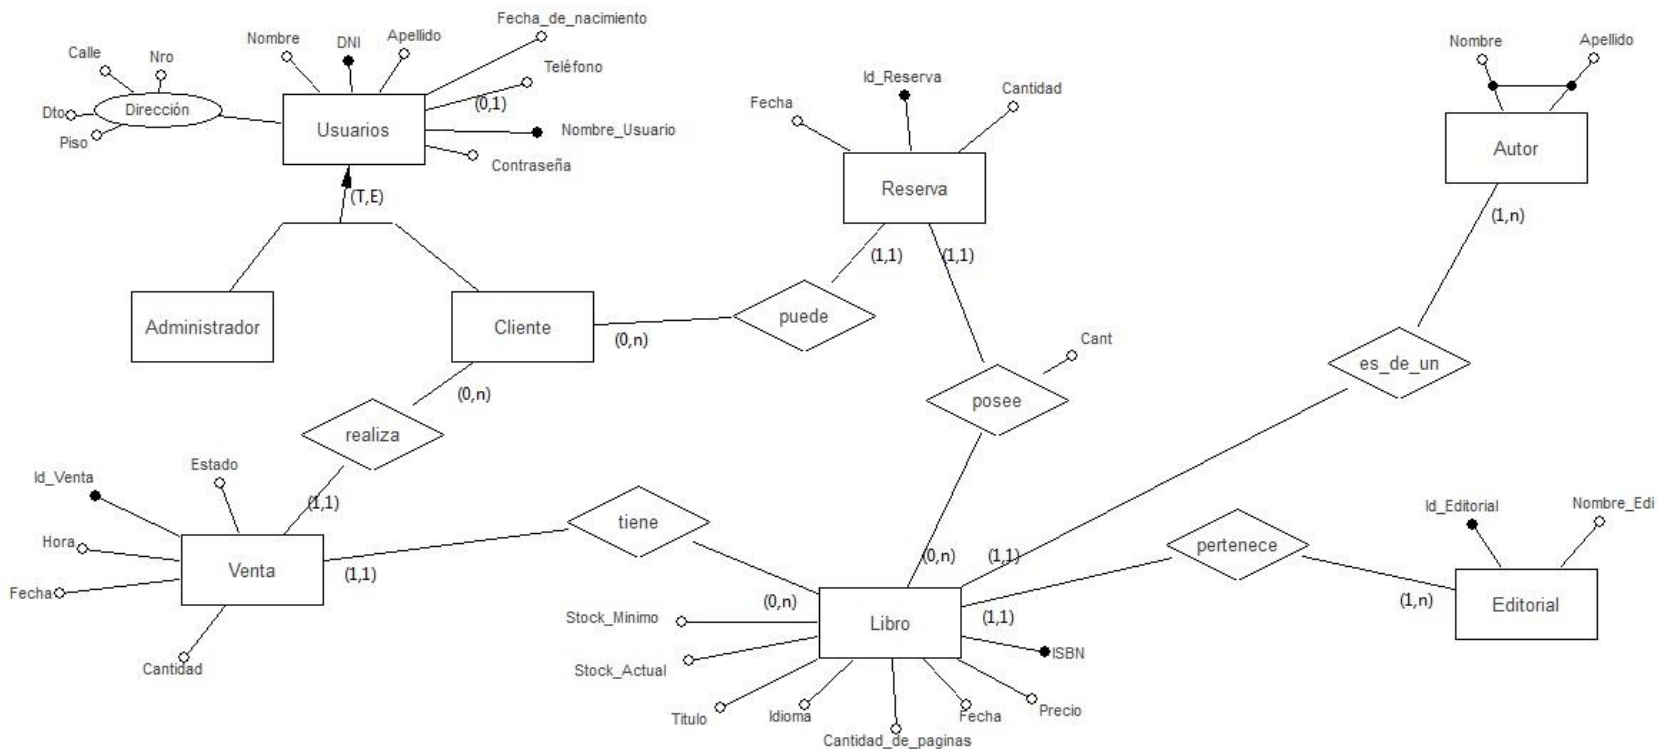 Fecha_de_nacimiento
Nombre
DNI
Apellido
Calle
Nro
Teléfono
Dto
Dirección
Piso
(0,1)
Usuarios
Nombre_Usuario
Contraseña
(T,E)
Administrador
Cliente
(0,n)
(0,n)
puede
(1,1)
Fecha
Id_Reserva
Cantidad
Reserva
(1,1)
posee
Cant
(0,n)
Nombre
Apellido
Autor
(1,n)
es_de_un
(1,1)
realiza
(1,1)
Id_Venta
Estado
Hora
Fecha
Venta
Cantidad
(1,1)
tiene
(0,n)
Stock_Minimo
Stock_Actual
Titulo
Idioma
Cantidad_de_paginas
Fecha
Precio
ISBN
Libro
(1,1)
pertenece
(1,n)
Id_Editorial
Nombre_Edi
Editorial